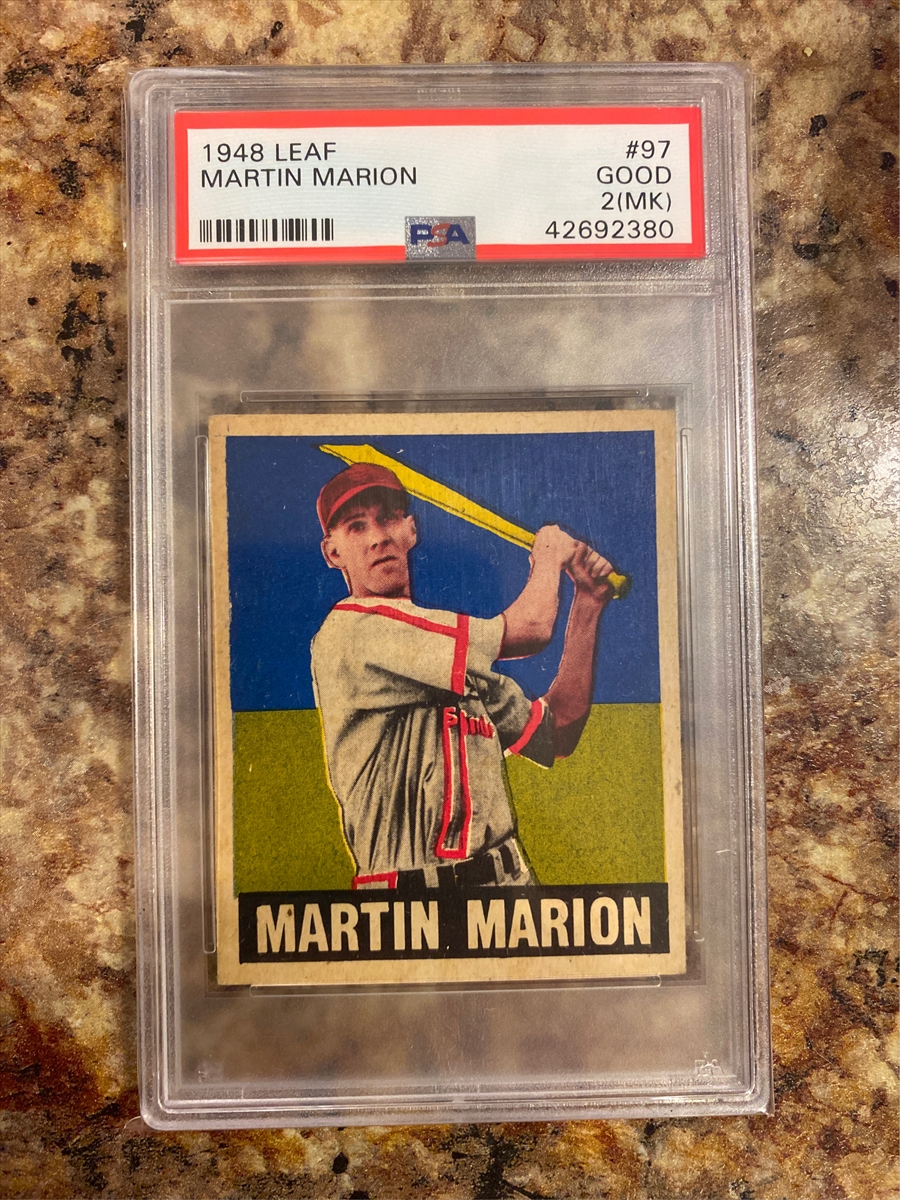 1948 LEAF #97
MARTIN MARION GOOD
2(MK)
PSA 42692380
MARTIN MARION